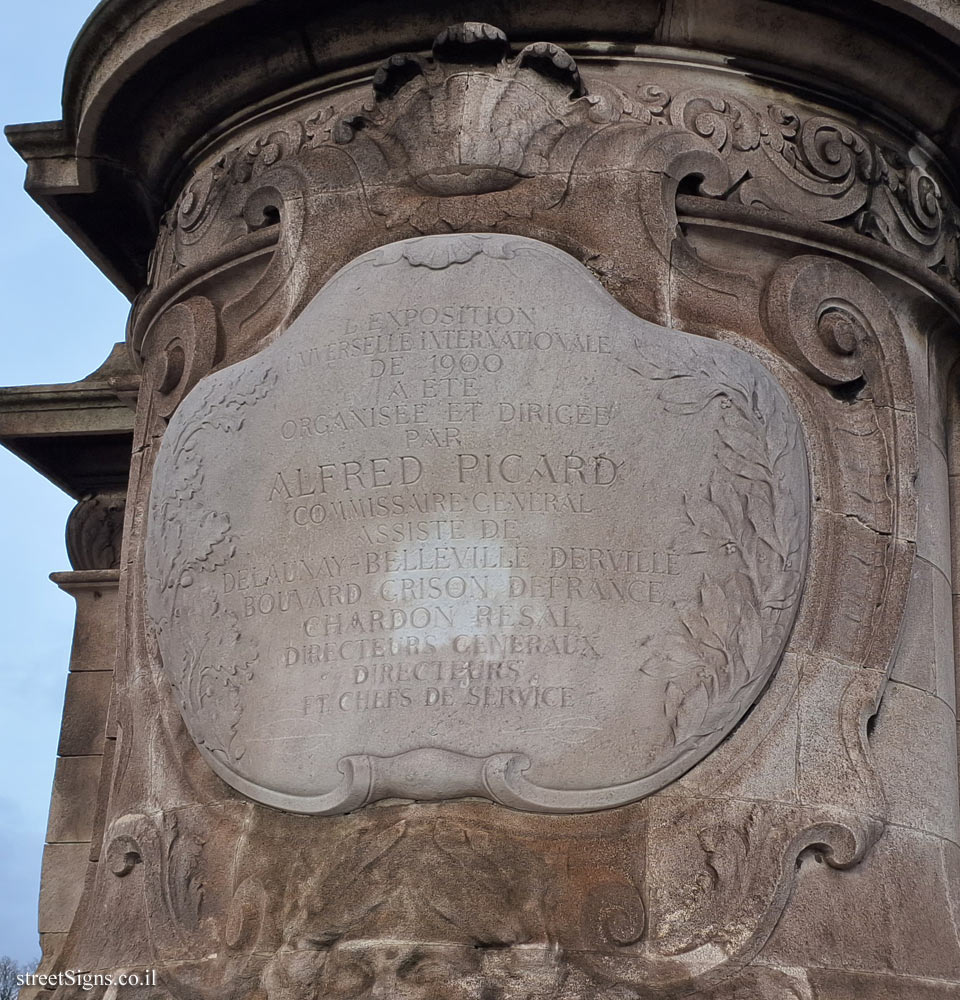 L'EXPOSITION
UNIVERSELLE INTERNATIONALE
DE 1900
A ÉTÉ
ORGANISÉE ET DIRIGÉE
PAR
ALFRED PICARD
COMMISSAIRE GÉNÉRAL
ASSISTÉ DE
DELAUNAY-BELLEVILLE DERVILLE
BOUVARD GRISON DEFRANCE
CHARDON RESAL
DIRECTEURS GÉNÉRAUX
DIRECTEURS
ET CHEFS DE SERVICE
streetSigns.co.il